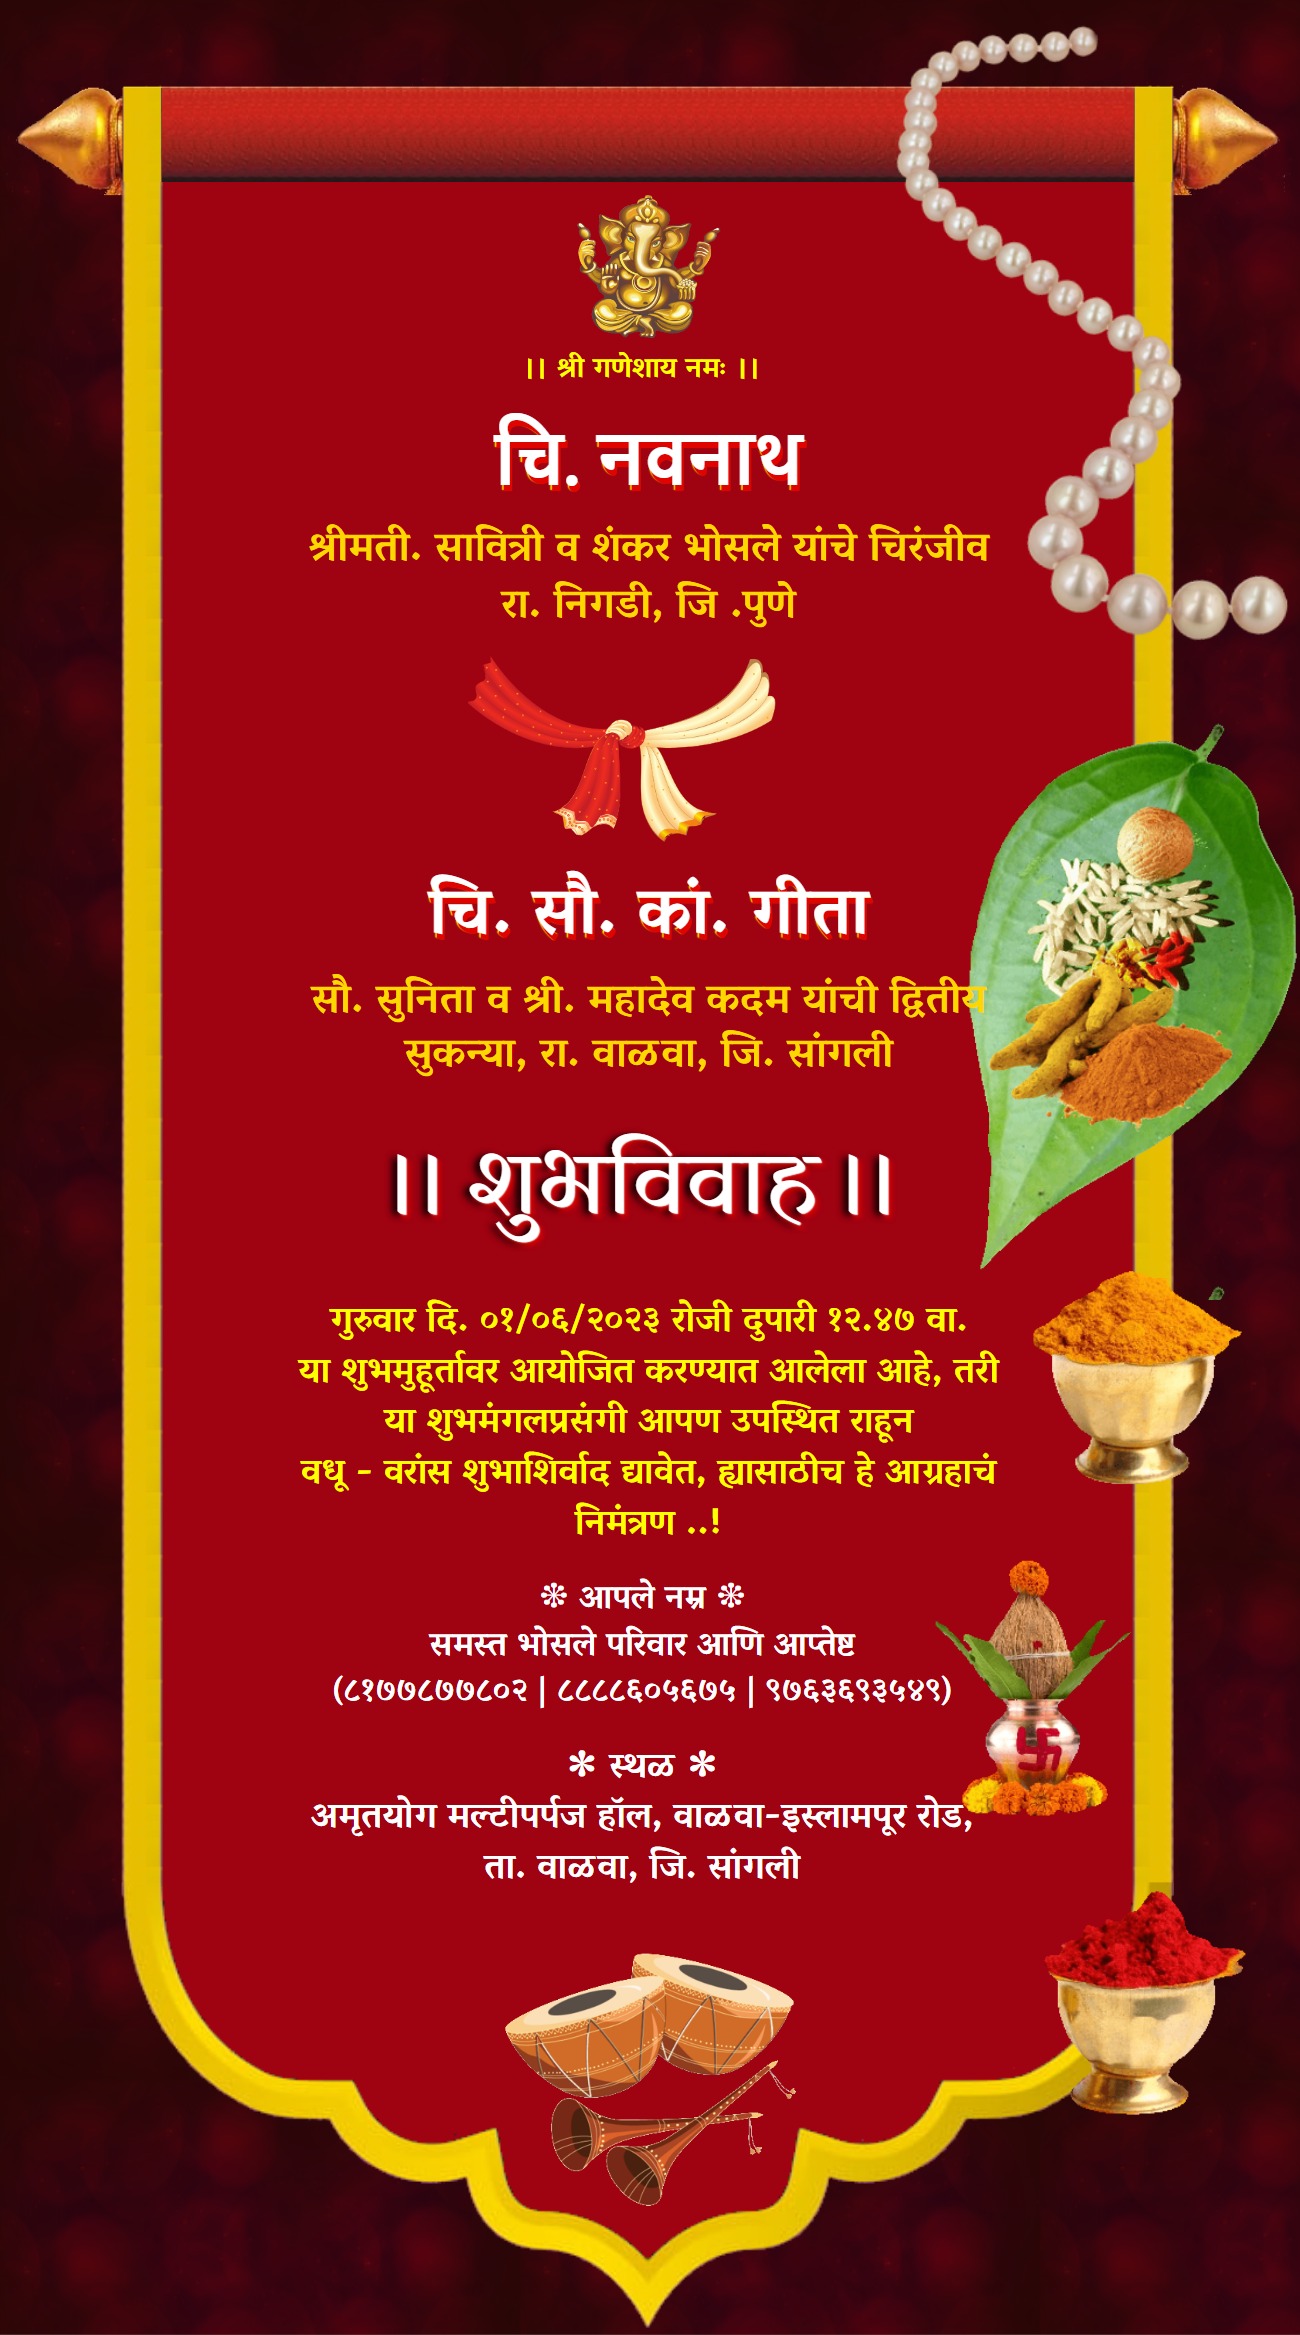 ।। श्री गणेशाय नमः ।।
चि. नवनाथ
श्रीमती. सावित्री व शंकर भोसले यांचे चिरंजीव
रा. निगडी, जि .पुणे
चि. सौ. कां. गीता
सौ. सुनिता व श्री. महादेव कदम यांची द्वितीय
सुकन्या, रा. वाळवा, जि. सांगली
।। शुभविवाह ।।
गुरुवार दि. ०१/०६/२०२३ रोजी दुपारी १२.४७ वा.
या शुभमुहूर्तावर आयोजित करण्यात आलेला आहे, तरी
या शुभमंगलप्रसंगी आपण उपस्थित राहून
वधू - वरांस शुभाशिर्वाद द्यावेत, ह्यासाठीच हे आग्रहाचं
निमंत्रण ..!
❇ आपले नम्र ❇
समस्त भोसले परिवार आणि आप्तेष्ट
(८१७७८७७८०२ | ८८८८६०५६७५ | ९७६३६९३५४९)
✻ स्थळ ✻
अमृतयोग मल्टीपर्पज हॉल, वाळवा-इस्लामपूर रोड,
ता. वाळवा, जि. सांगली